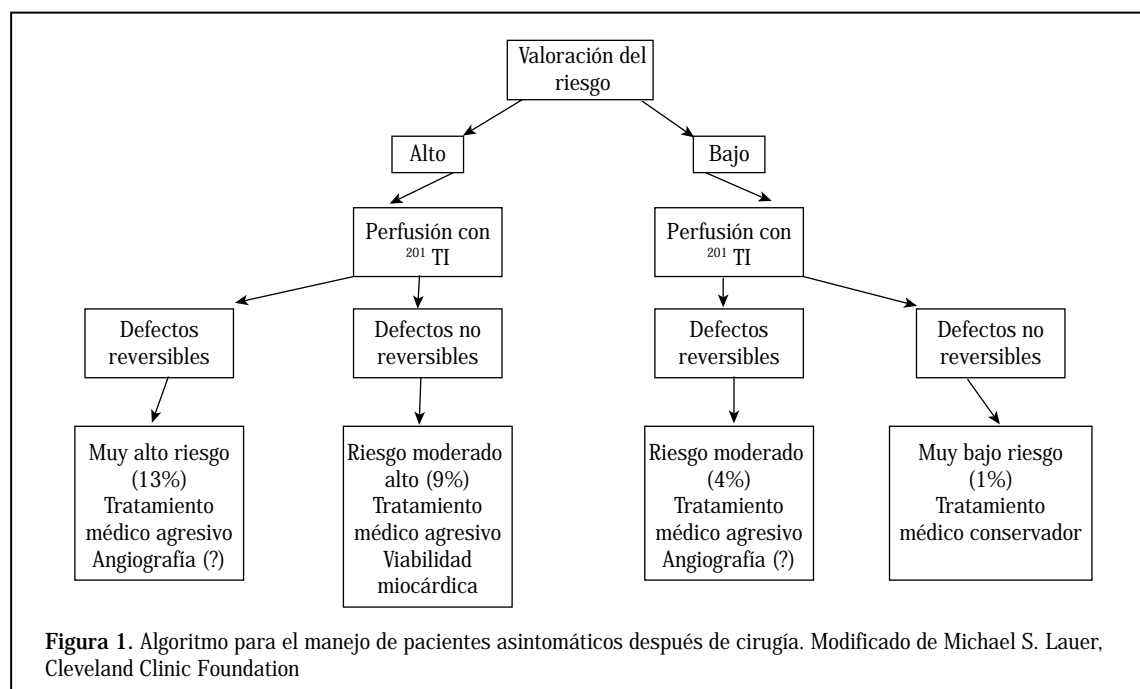 Valoración del
riesgo
Alto
Bajo
Perfusión con
²⁰¹ TI
Perfusión con
²⁰¹ TI
Defectos
reversibles
Defectos no
reversibles
Defectos
reversibles
Defectos no
reversibles
Muy alto riesgo
(13%)
Tratamiento
médico agresivo
Angiografía (?)
Riesgo moderado
alto (9%)
Tratamiento
médico agresivo
Viabilidad
miocárdica
Riesgo moderado
(4%)
Tratamiento
médico agresivo
Angiografía (?)
Muy bajo riesgo
(1%)
Tratamiento
médico conservador
Figura 1. Algoritmo para el manejo de pacientes asintomáticos después de cirugía. Modificado de Michael S. Lauer,
Cleveland Clinic Foundation